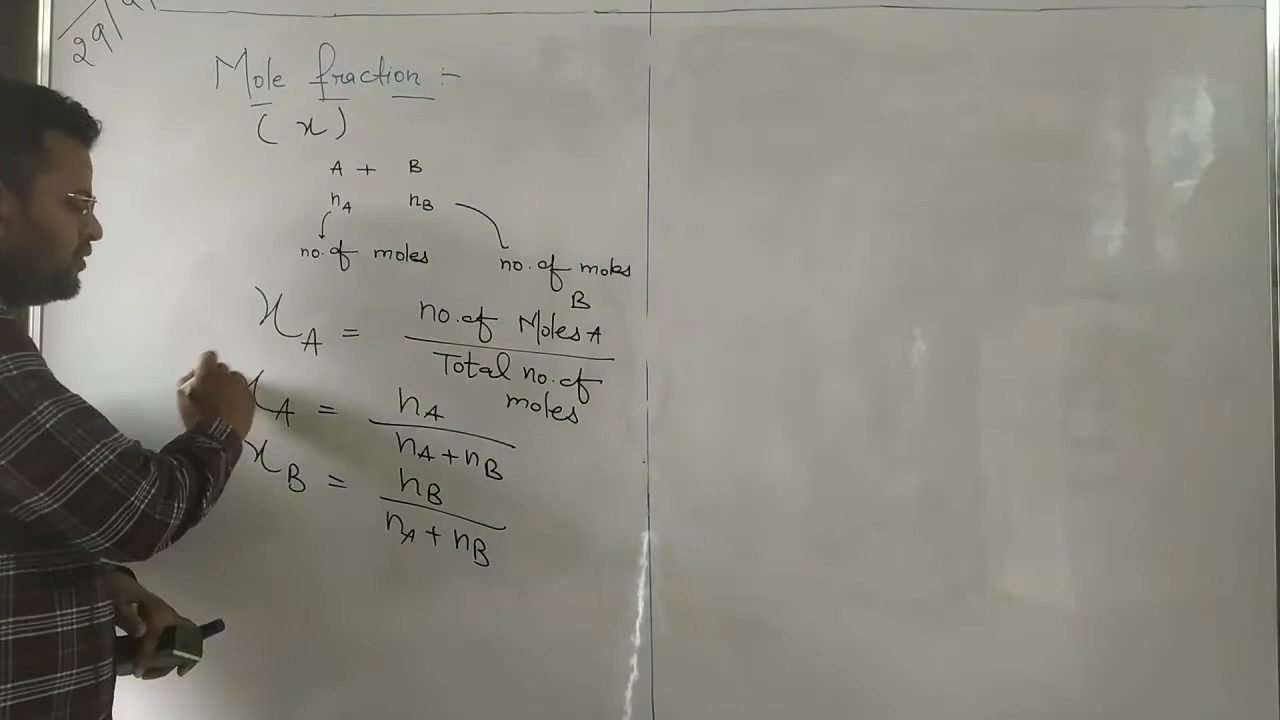 29/9
Mole fraction :-
(x)
A + B
nA nB
no. of moles no. of moles
B
xA = no. of Moles A
Total no. of
moles
xA = nA
nA + nB
xB = nB
nA + nB